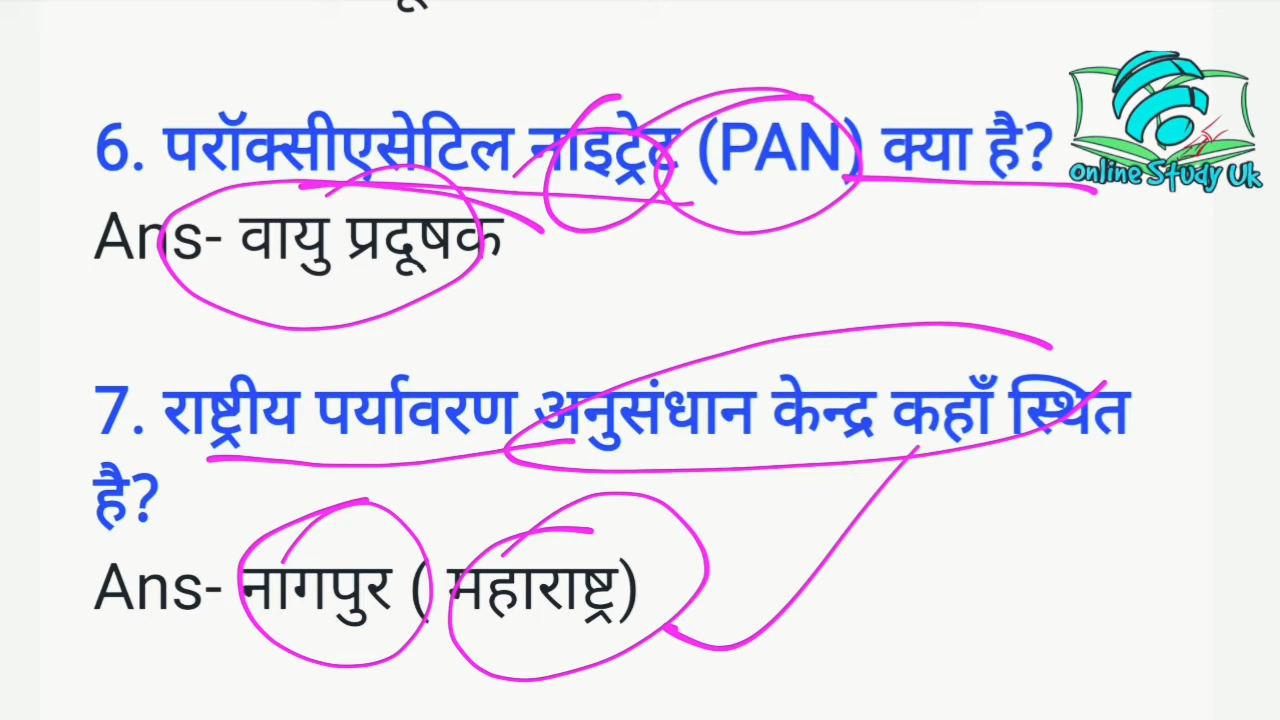 6. परॉक्सीएसेटिल नाइट्रेट (PAN) क्या है?
Ans- वायु प्रदूषक
7. राष्ट्रीय पर्यावरण अनुसंधान केन्द्र कहाँ स्थित
है?
Ans- नागपुर ( महाराष्ट्र)
Online Study Uk